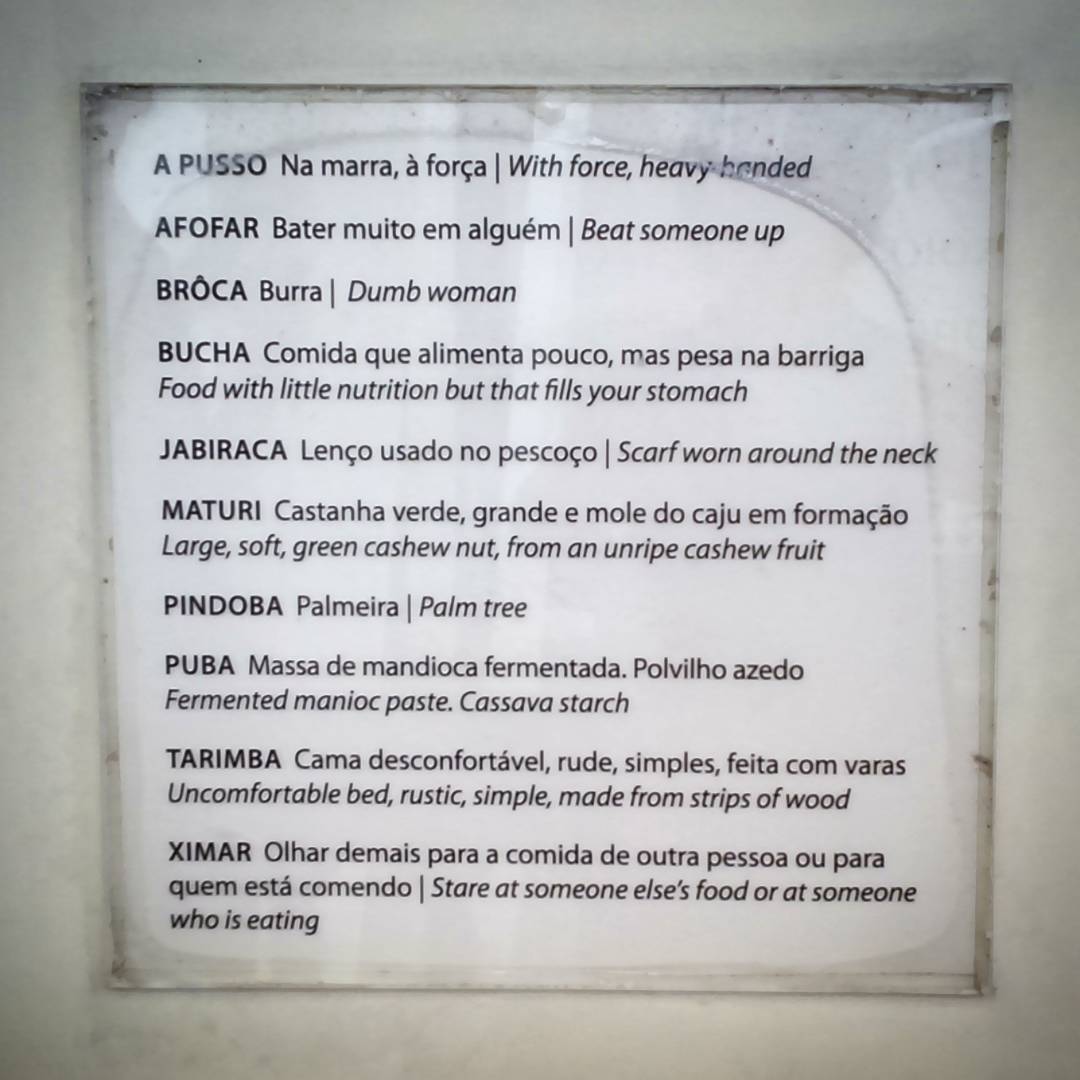 A PUSSO Na marra, à força | With force, heavy handed
AFOFAR Bater muito em alguém | Beat someone up
BRÔCA Burra | Dumb woman
BUCHA Comida que alimenta pouco, mas pesa na barriga
Food with little nutrition but that fills your stomach
JABIRACA Lenço usado no pescoço | Scarf worn around the neck
MATURI Castanha verde, grande e mole do caju em formação
Large, soft, green cashew nut, from an unripe cashew fruit
PINDOBA Palmeira | Palm tree
PUBA Massa de mandioca fermentada. Polvilho azedo
Fermented manioc paste. Cassava starch
TARIMBA Cama desconfortável, rude, simples, feita com varas
Uncomfortable bed, rustic, simple, made from strips of wood
XIMAR Olhar demais para a comida de outra pessoa ou para
quem está comendo | Stare at someone else's food or at someone
who is eating